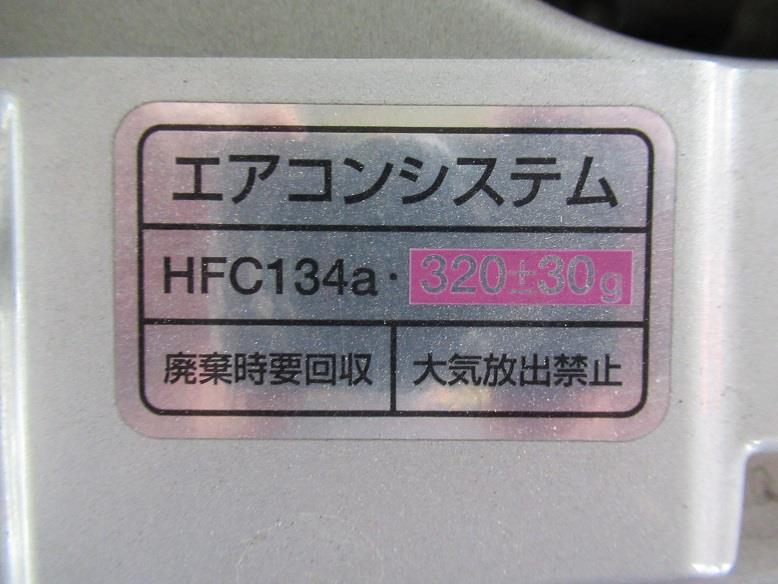 エアコンシステム
HFC134a・320±30g
廃棄時要回収 大気放出禁止